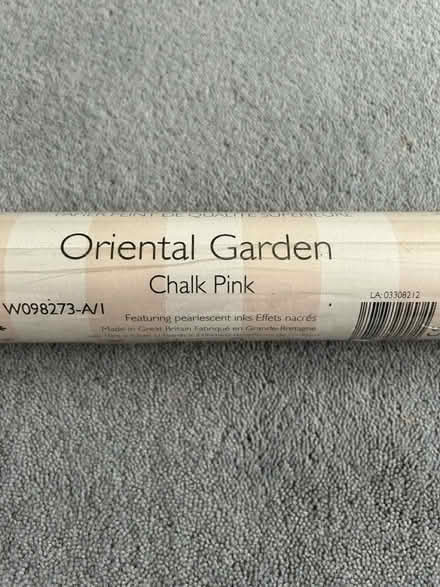 PAPIER PEINT DE QUALITÉ SUPÉRIEURE
Oriental Garden
Chalk Pink
LA: 03308212
W098273-A/1
Featuring pearlescent inks Effets nacrés
Made in Great Britain Fabriqué en Grande-Bretagne